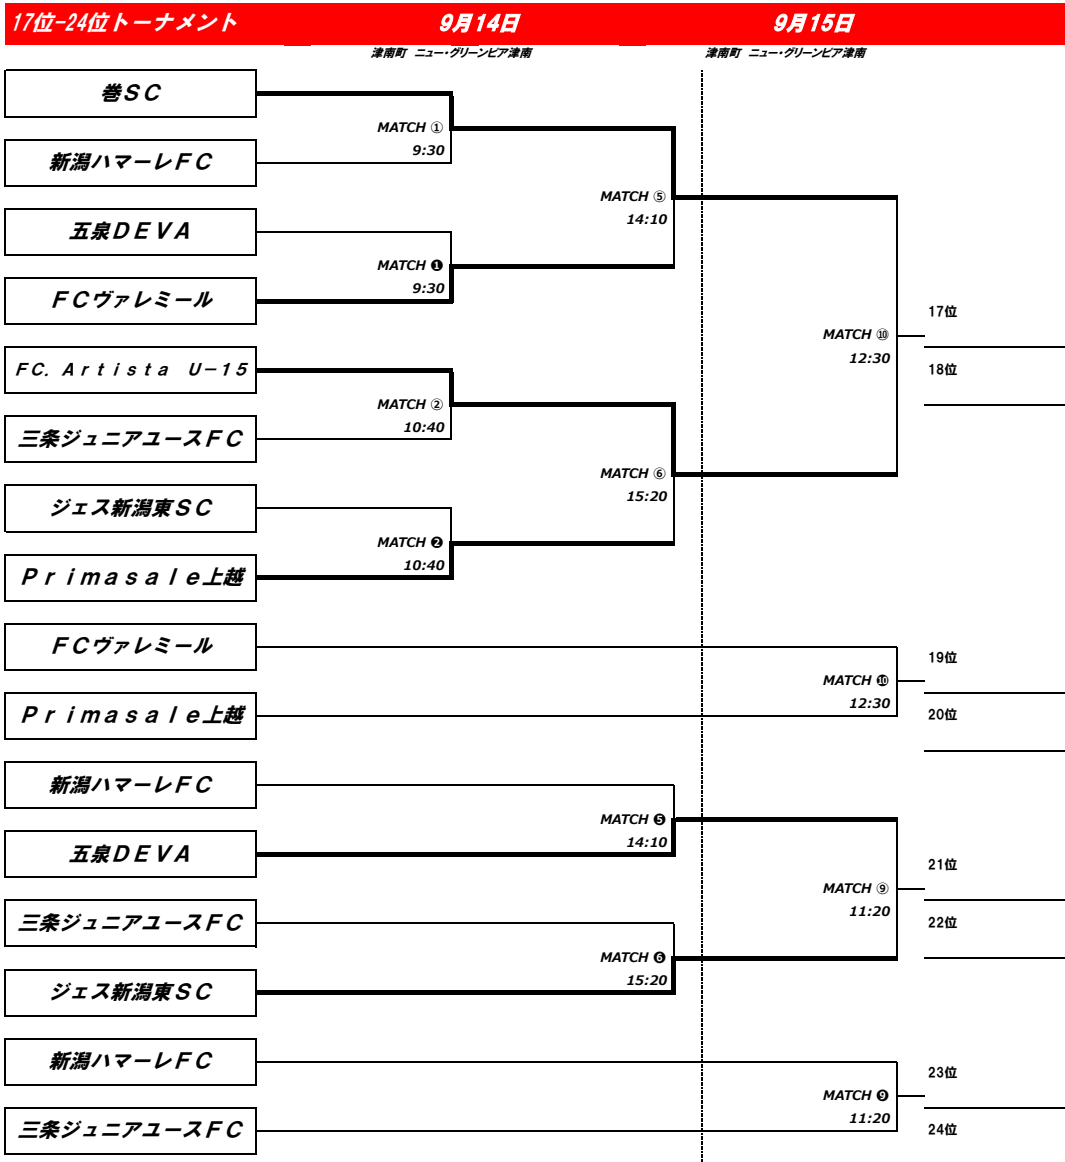 17位-24位トーナメント 9月14日 9月15日
津南町 ニュー・グリーンピア津南 津南町 ニュー・グリーンピア津南
巻ＳＣ
MATCH ①
9:30
新潟ハマーレＦＣ
MATCH ⑤
14:10
五泉ＤＥＶＡ
MATCH ❶
9:30
ＦＣヴァレミール
17位
MATCH ⑩
12:30
18位
ＦＣ．Ａｒｔｉｓｔａ　Ｕ－１５
MATCH ②
10:40
三条ジュニアユースＦＣ
MATCH ⑥
15:20
ジェス新潟東ＳＣ
MATCH ❷
10:40
Ｐｒｉｍａｓａｌｅ上越
ＦＣヴァレミール
19位
MATCH ❿
12:30
Ｐｒｉｍａｓａｌｅ上越
20位
新潟ハマーレＦＣ
MATCH ❺
14:10
五泉ＤＥＶＡ
21位
MATCH ⑨
11:20
三条ジュニアユースＦＣ
22位
MATCH ❻
15:20
ジェス新潟東ＳＣ
新潟ハマーレＦＣ
23位
MATCH ❾
11:20
三条ジュニアユースＦＣ
24位